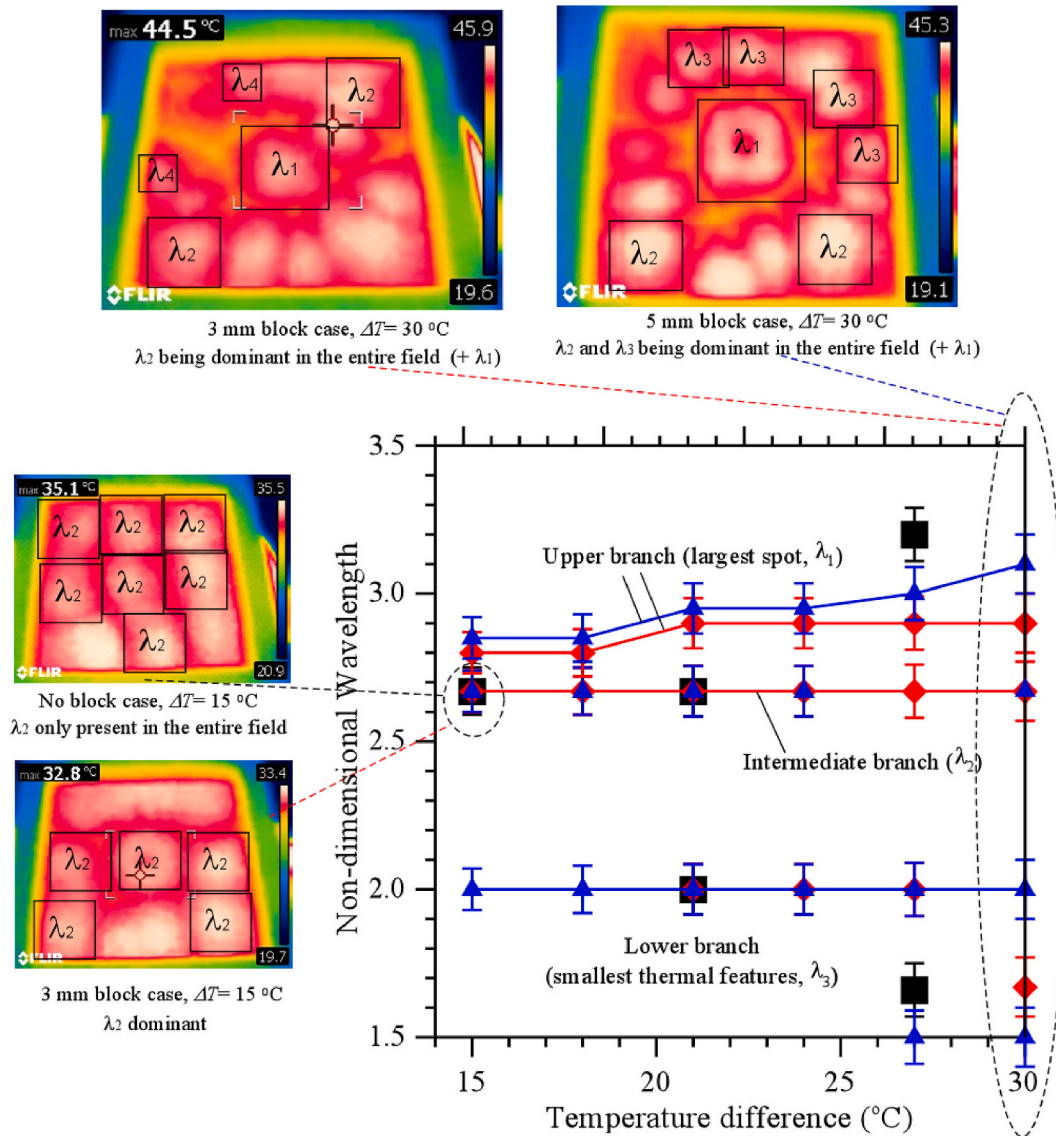 max 44.5 °C
45.9
λ4
λ2
λ1
λ4
λ2
FLIR
19.6
3 mm block case, ΔT= 30 °C
λ2 being dominant in the entire field (+ λ1)
45.3
λ3
λ3
λ3
λ1
λ3
λ2
λ2
FLIR
19.1
5 mm block case, ΔT= 30 °C
λ2 and λ3 being dominant in the entire field (+ λ1)
max 35.1 °C
35.5
λ2
λ2
λ2
λ2
λ2
λ2
λ2
FLIR
20.9
No block case, ΔT= 15 °C
λ2 only present in the entire field
max 32.8 °C
33.4
λ2
λ2
λ2
λ2
λ2
FLIR
19.7
3 mm block case, ΔT= 15 °C
λ2 dominant
Non-dimensional Wavelength
3.5
3.0
2.5
2.0
1.5
Upper branch (largest spot, λ1)
Intermediate branch (λ2)
Lower branch
(smallest thermal features, λ3)
15
20
25
30
Temperature difference (°C)